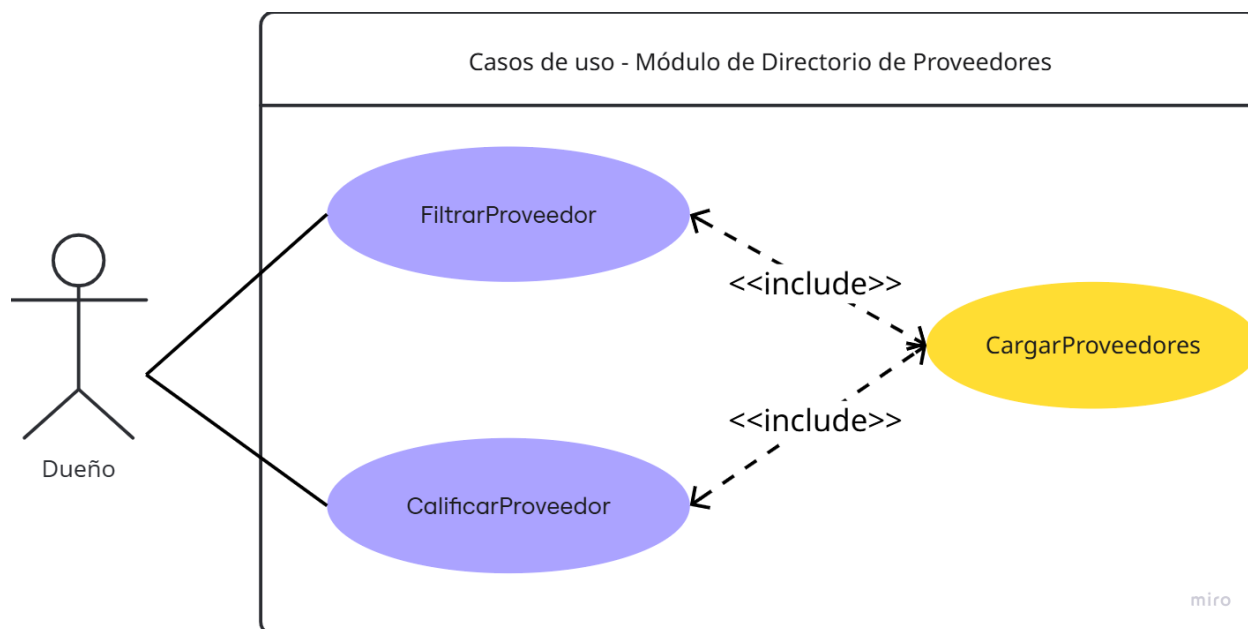 Casos de uso - Módulo de Directorio de Proveedores
FiltrarProveedor
<<include>>
CargarProveedores
<<include>>
Dueño
CalificarProveedor
miro